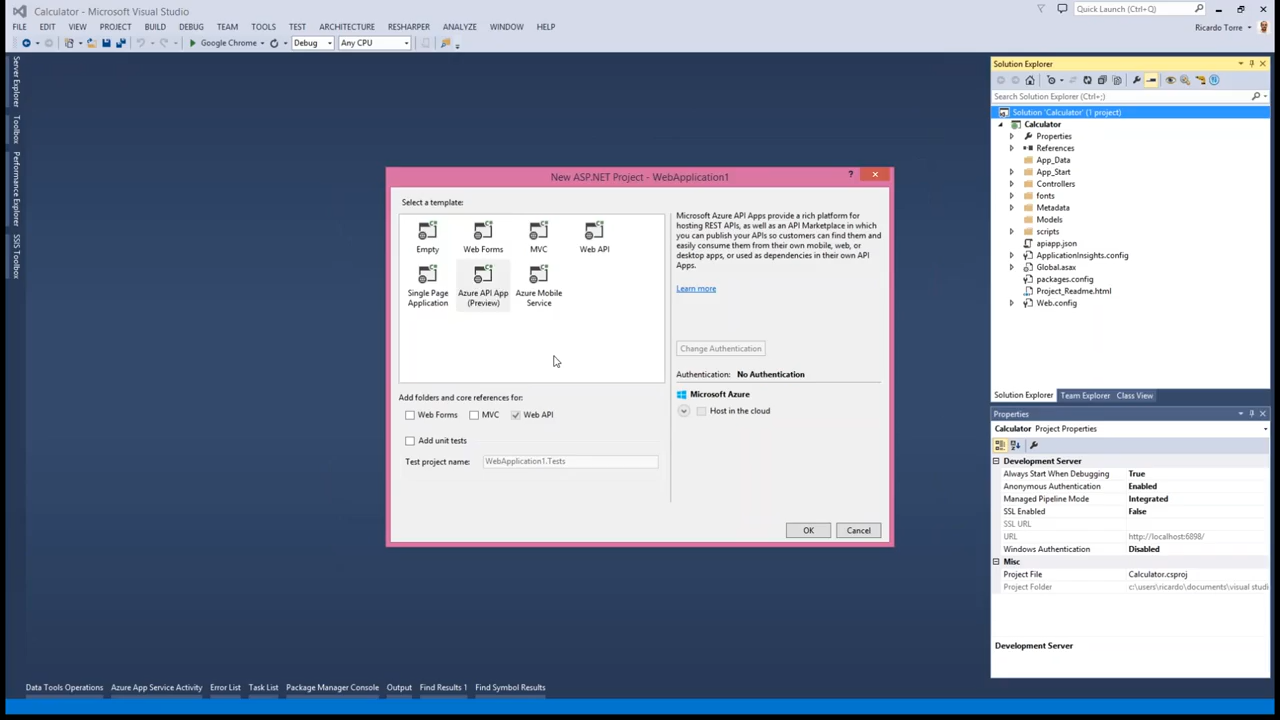 Calculator - Microsoft Visual Studio
Quick Launch (Ctrl+Q)
FILE EDIT VIEW PROJECT BUILD DEBUG TEAM TOOLS TEST ARCHITECTURE RESHARPER ANALYZE WINDOW HELP
Ricardo Torre
Google Chrome Debug Any CPU
Server Explorer
Toolbox
Performance Explorer
SSIS Toolbox
New ASP.NET Project - WebApplication1
?
Select a template:
Empty Web Forms MVC Web API
Single Page Application
Azure API App (Preview)
Azure Mobile Service
Microsoft Azure API Apps provide a rich platform for
hosting REST APIs, as well as an API Marketplace in which
you can publish your APIs so customers can find them and
easily consume them from their own mobile, web, or
desktop apps, or used as dependencies in their own API
Apps.
Learn more
Change Authentication
Authentication: No Authentication
Microsoft Azure
Host in the cloud
Add folders and core references for:
Web Forms MVC Web API
Add unit tests
Test project name: WebApplication1.Tests
OK Cancel
Solution Explorer
Search Solution Explorer (Ctrl+;)
Solution 'Calculator' (1 project)
Calculator
Properties
References
App_Data
App_Start
Controllers
fonts
Metadata
Models
scripts
apiapp.json
ApplicationInsights.config
Global.asax
packages.config
Project_Readme.html
Web.config
Solution Explorer Team Explorer Class View
Properties
Calculator Project Properties
Development Server
Always Start When Debugging True
Anonymous Authentication Enabled
Managed Pipeline Mode Integrated
SSL Enabled False
SSL URL
URL http://localhost:6898/
Windows Authentication Disabled
Misc
Project File Calculator.csproj
Project Folder c:\users\ricardo\documents\visual studi
Development Server
Data Tools Operations Azure App Service Activity Error List Task List Package Manager Console Output Find Results 1 Find Symbol Results